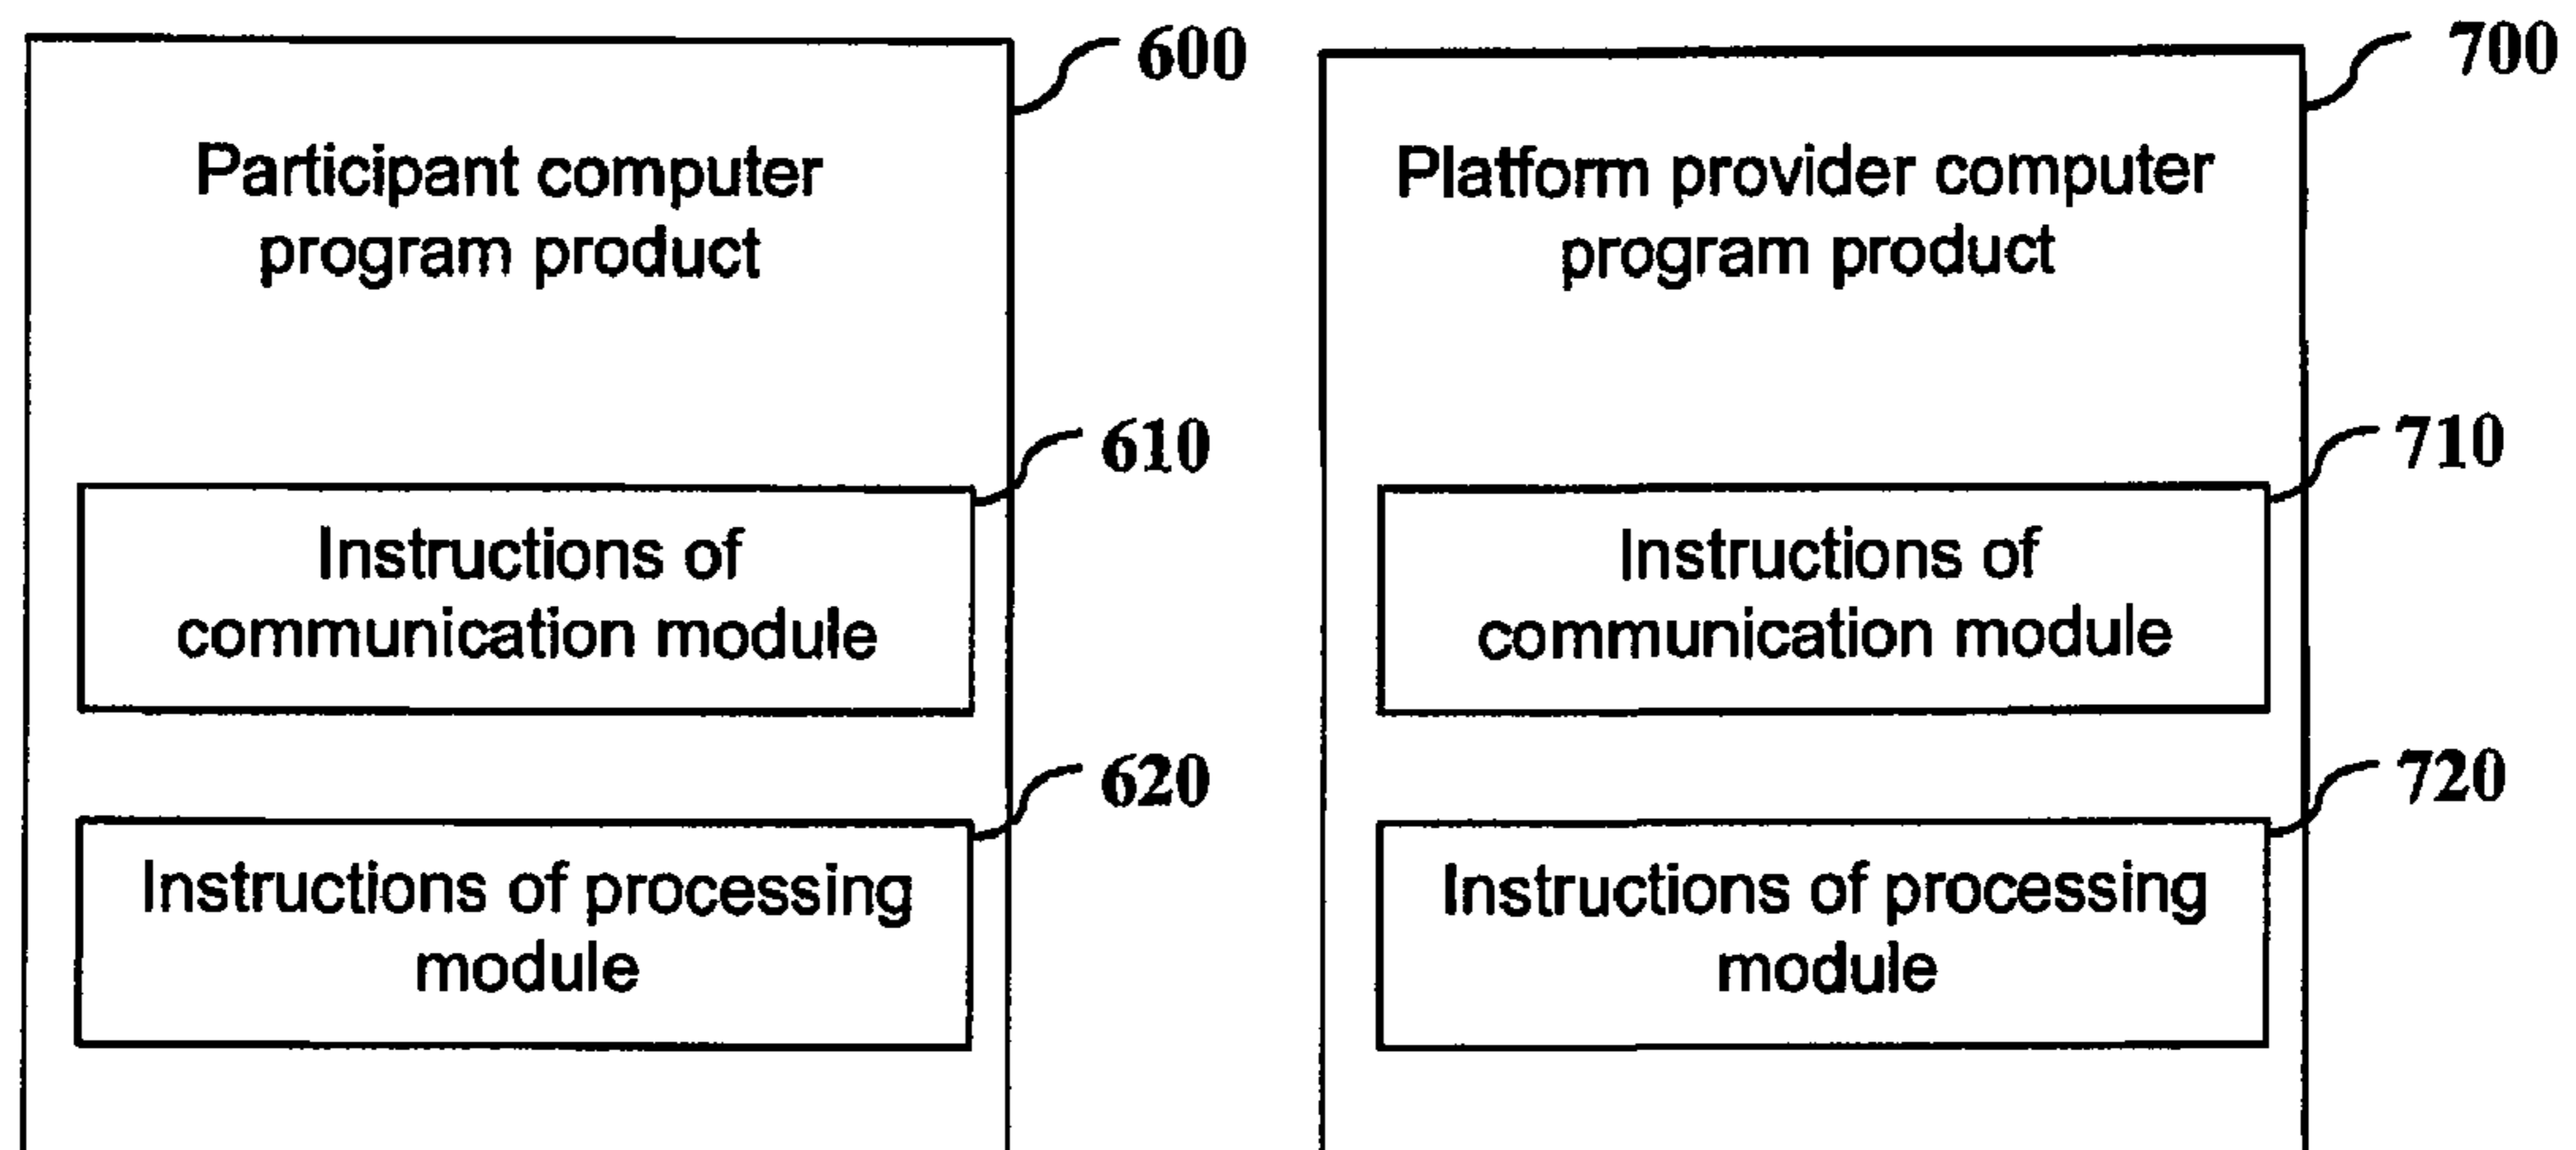 600
Participant computer
program product
610
Instructions of
communication module
620
Instructions of processing
module
700
Platform provider computer
program product
710
Instructions of
communication module
720
Instructions of processing
module